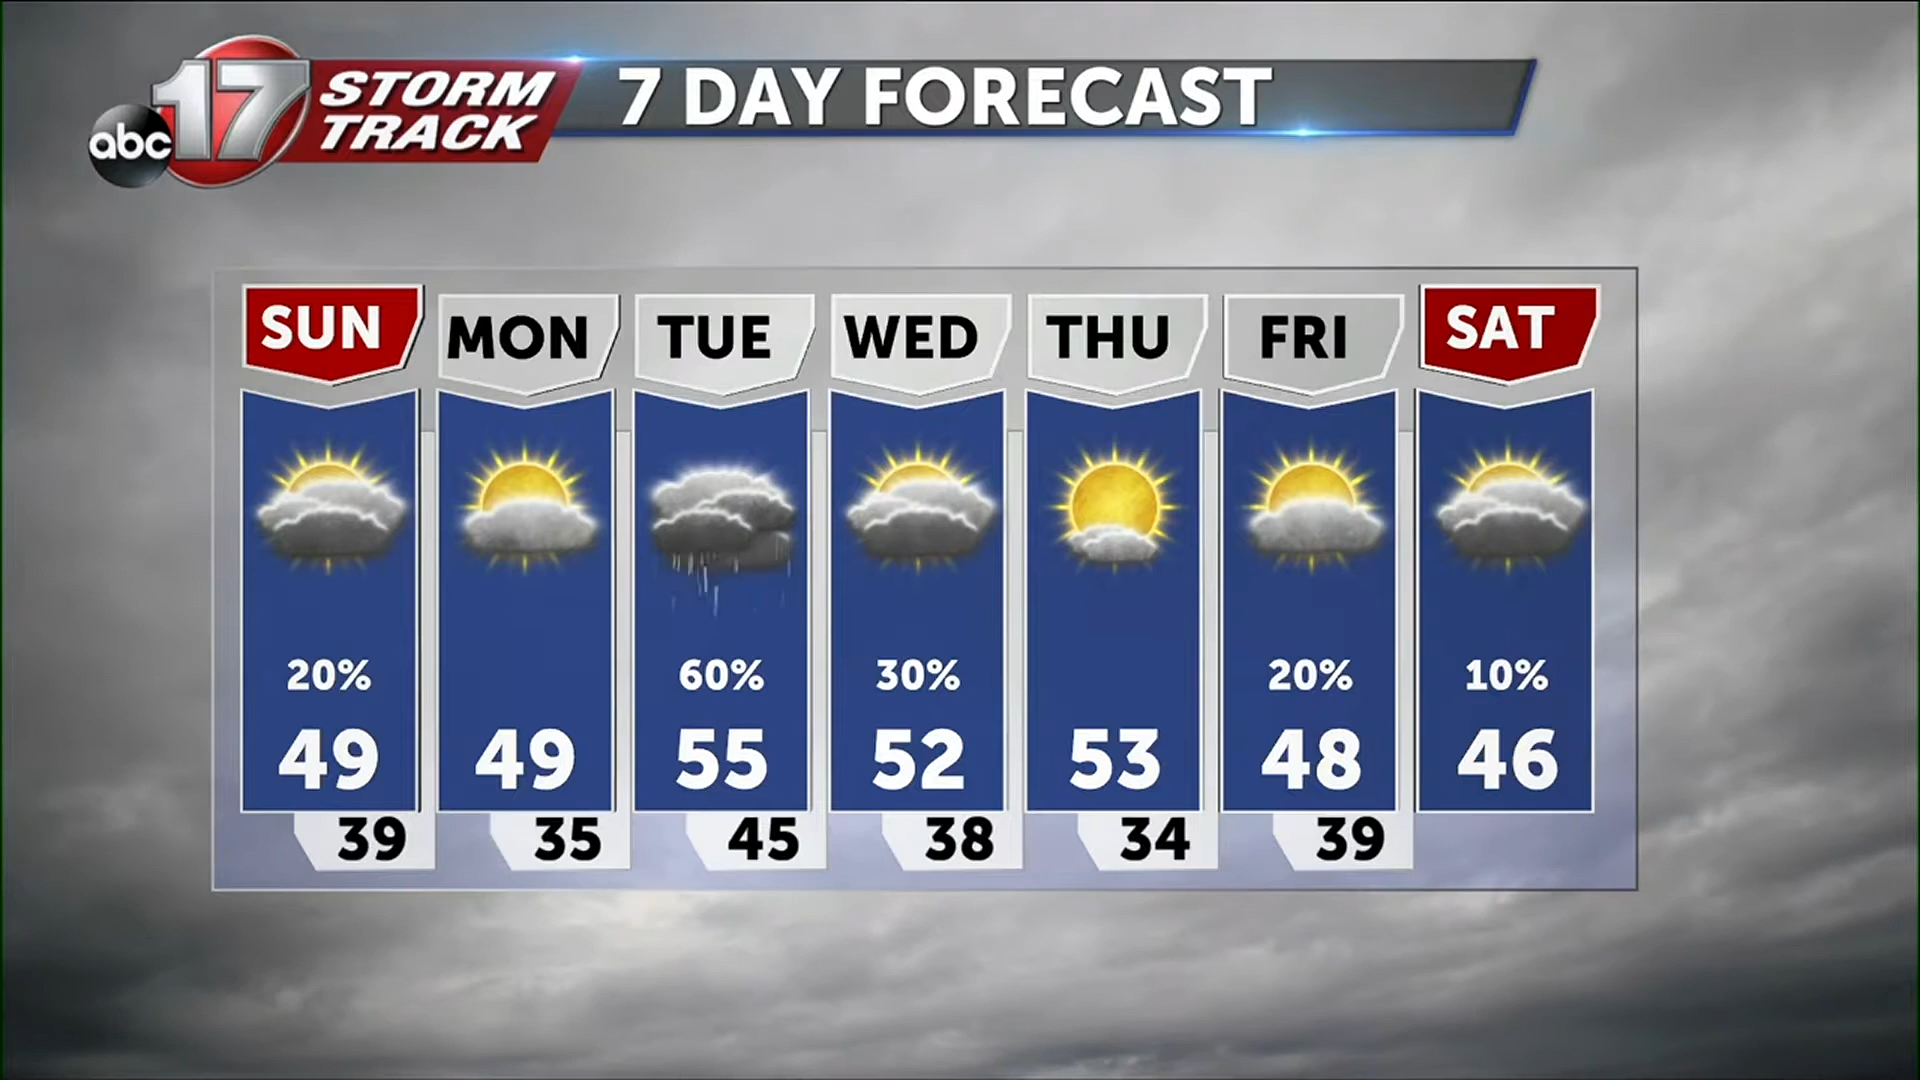 abc 17 STORM TRACK
7 DAY FORECAST
SUN MON TUE WED THU FRI SAT
20% 60% 30% 20% 10%
49 49 55 52 53 48 46
39 35 45 38 34 39